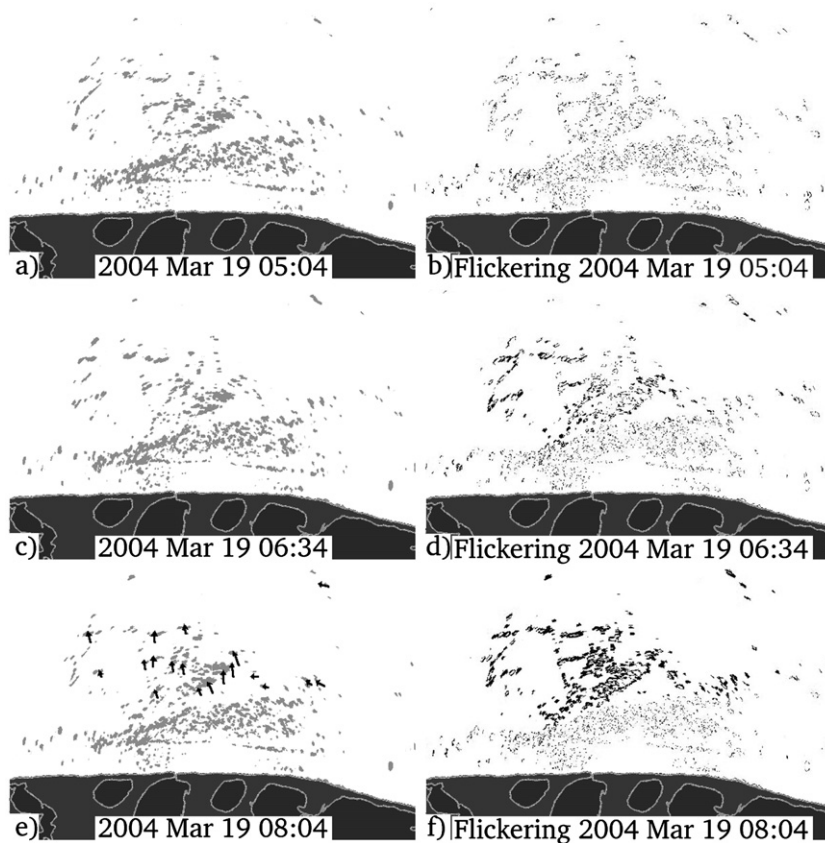 a) 2004 Mar 19 05:04
b) Flickering 2004 Mar 19 05:04
c) 2004 Mar 19 06:34
d) Flickering 2004 Mar 19 06:34
e) 2004 Mar 19 08:04
f) Flickering 2004 Mar 19 08:04